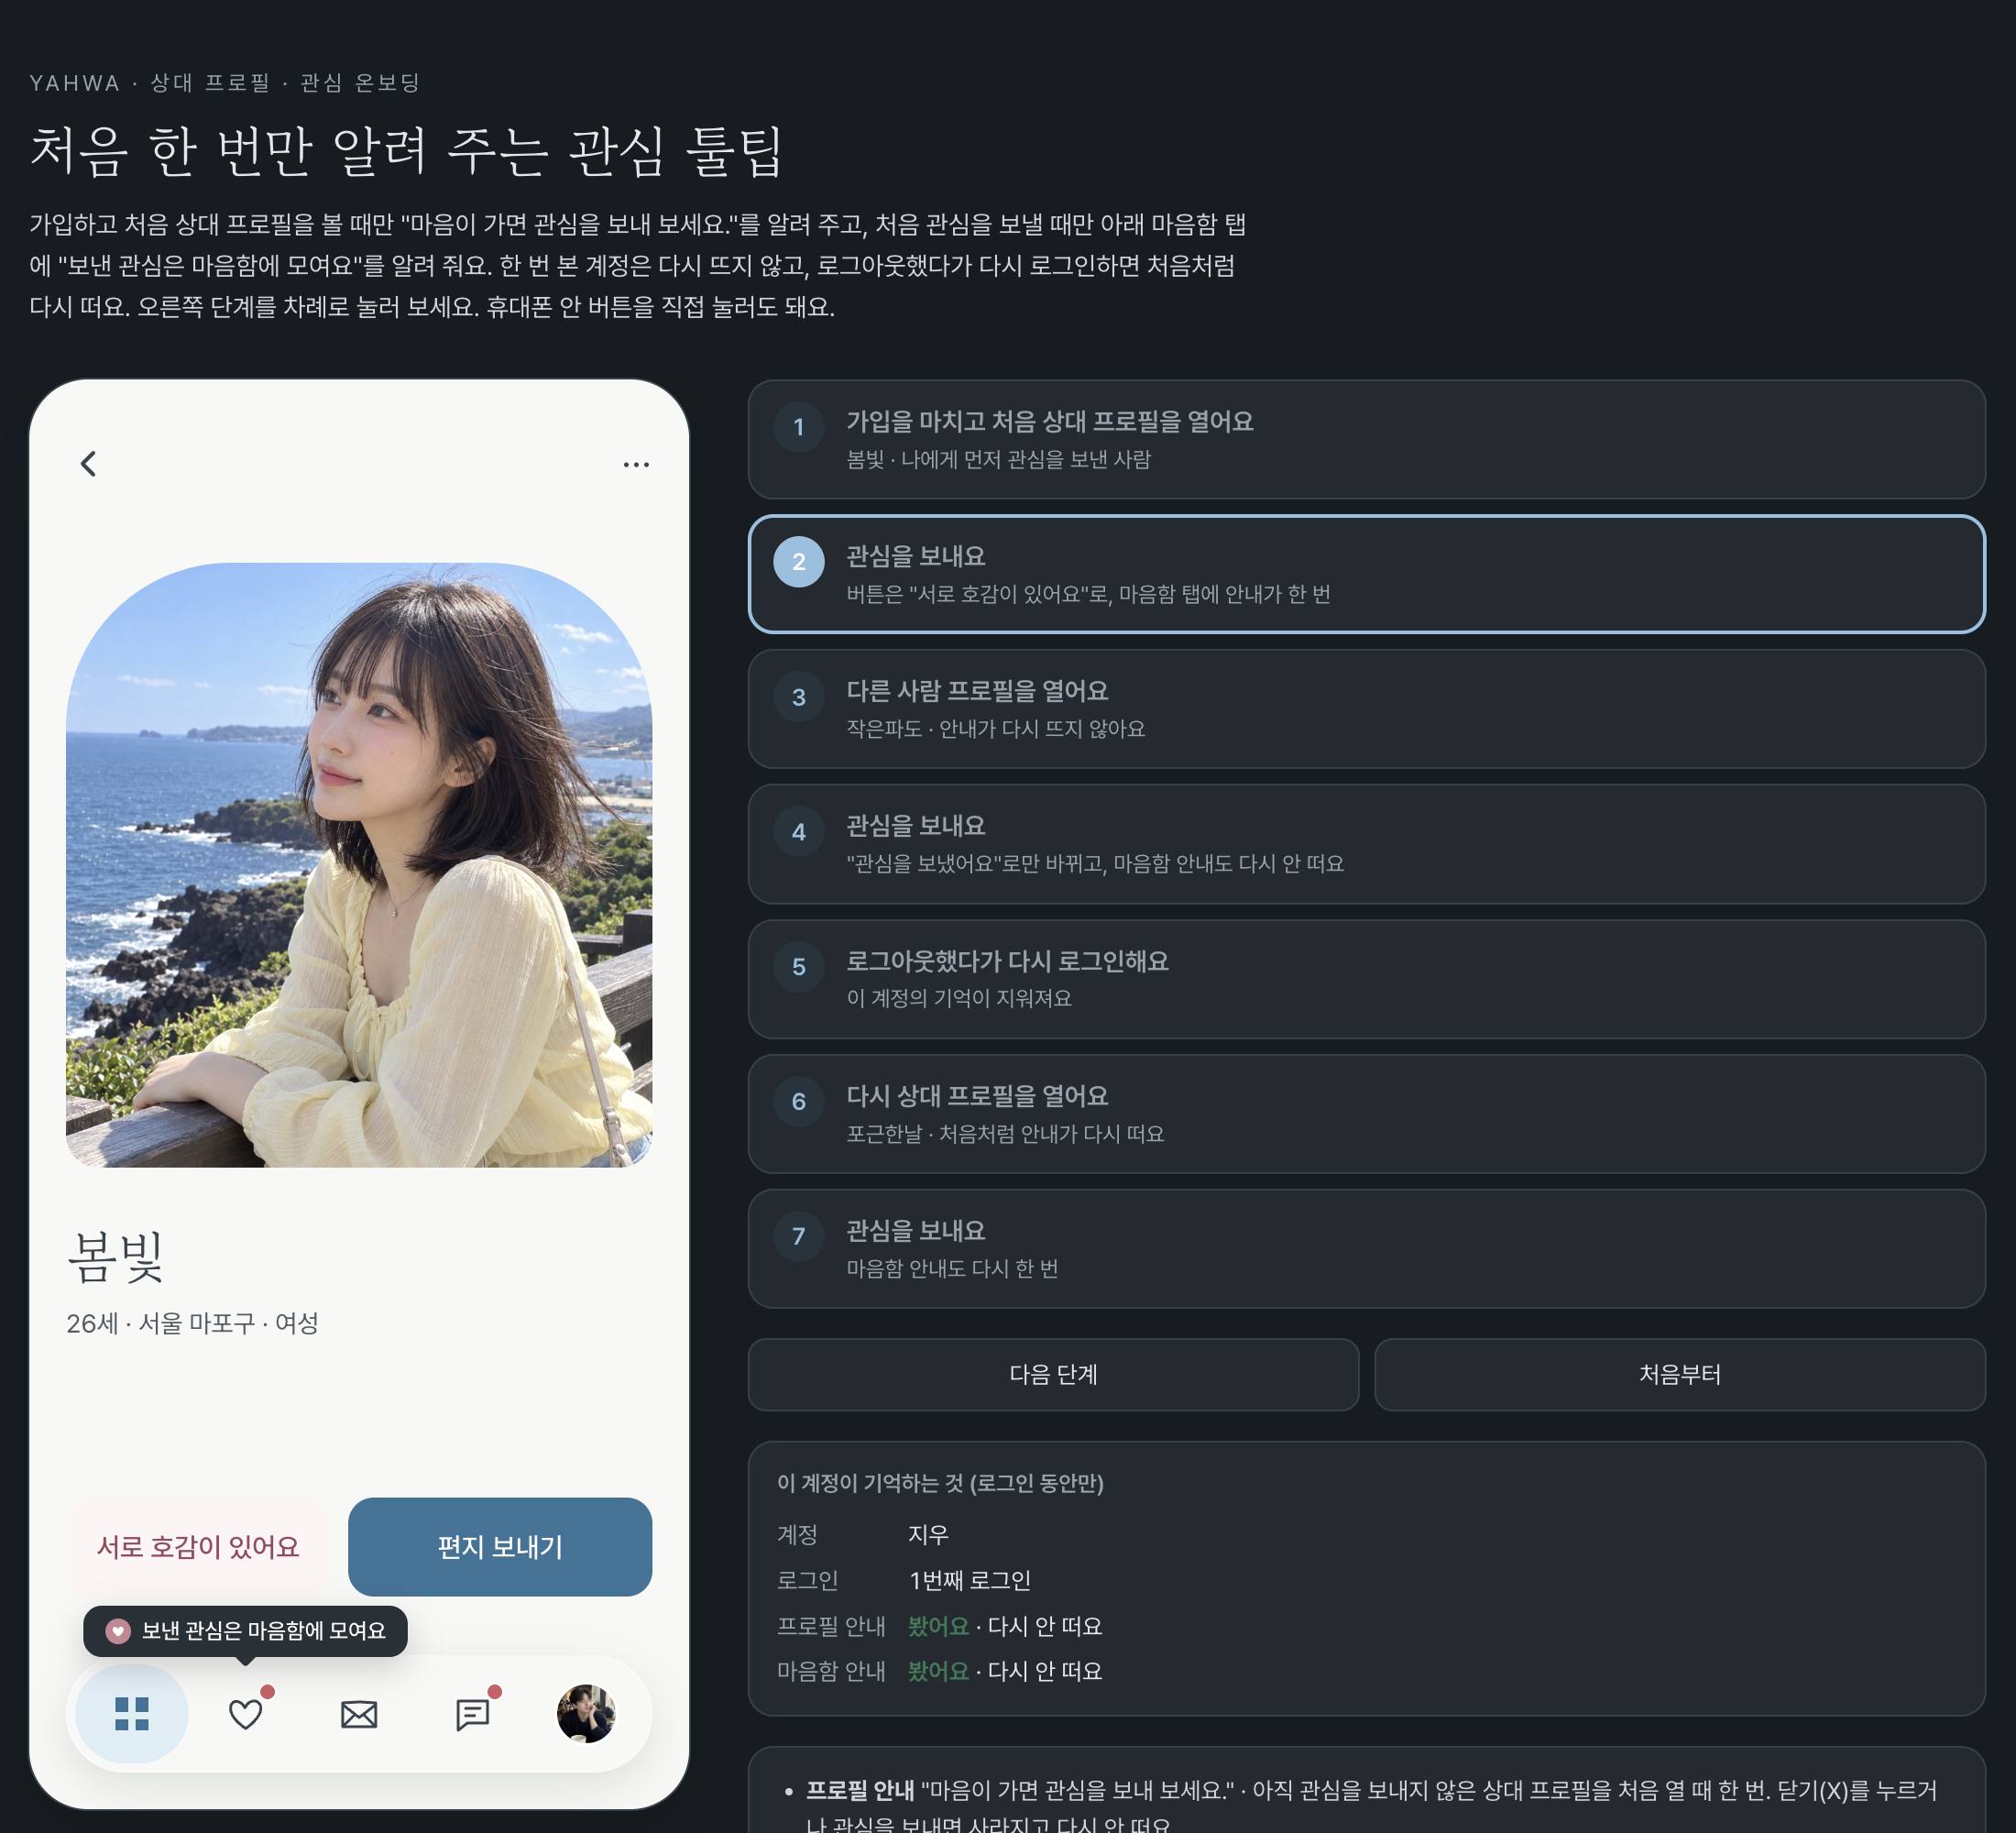 YAHWA · 상대 프로필 · 관심 온보딩
처음 한 번만 알려 주는 관심 툴팁
가입하고 처음 상대 프로필을 볼 때만 "마음이 가면 관심을 보내 보세요."를 알려 주고, 처음 관심을 보낼 때만 아래 마음함 탭
에 "보낸 관심은 마음함에 모여요"를 알려 줘요. 한 번 본 계정은 다시 뜨지 않고, 로그아웃했다가 다시 로그인하면 처음처럼
다시 떠요. 오른쪽 단계를 차례로 눌러 보세요. 휴대폰 안 버튼을 직접 눌러도 돼요.
봄빛
26세 · 서울 마포구 · 여성
서로 호감이 있어요
편지 보내기
보낸 관심은 마음함에 모여요
1
가입을 마치고 처음 상대 프로필을 열어요
봄빛 · 나에게 먼저 관심을 보낸 사람
2
관심을 보내요
버튼은 "서로 호감이 있어요"로, 마음함 탭에 안내가 한 번
3
다른 사람 프로필을 열어요
작은파도 · 안내가 다시 뜨지 않아요
4
관심을 보내요
"관심을 보냈어요"로만 바뀌고, 마음함 안내도 다시 안 떠요
5
로그아웃했다가 다시 로그인해요
이 계정의 기억이 지워져요
6
다시 상대 프로필을 열어요
포근한날 · 처음처럼 안내가 다시 떠요
7
관심을 보내요
마음함 안내도 다시 한 번
다음 단계
처음부터
이 계정이 기억하는 것 (로그인 동안만)
계정 지우
로그인 1번째 로그인
프로필 안내 봤어요 · 다시 안 떠요
마음함 안내 봤어요 · 다시 안 떠요
• 프로필 안내 "마음이 가면 관심을 보내 보세요." · 아직 관심을 보내지 않은 상대 프로필을 처음 열 때 한 번. 닫기(X)를 누르거
나 관심을 보내면 사라지고 다시 안 떠요